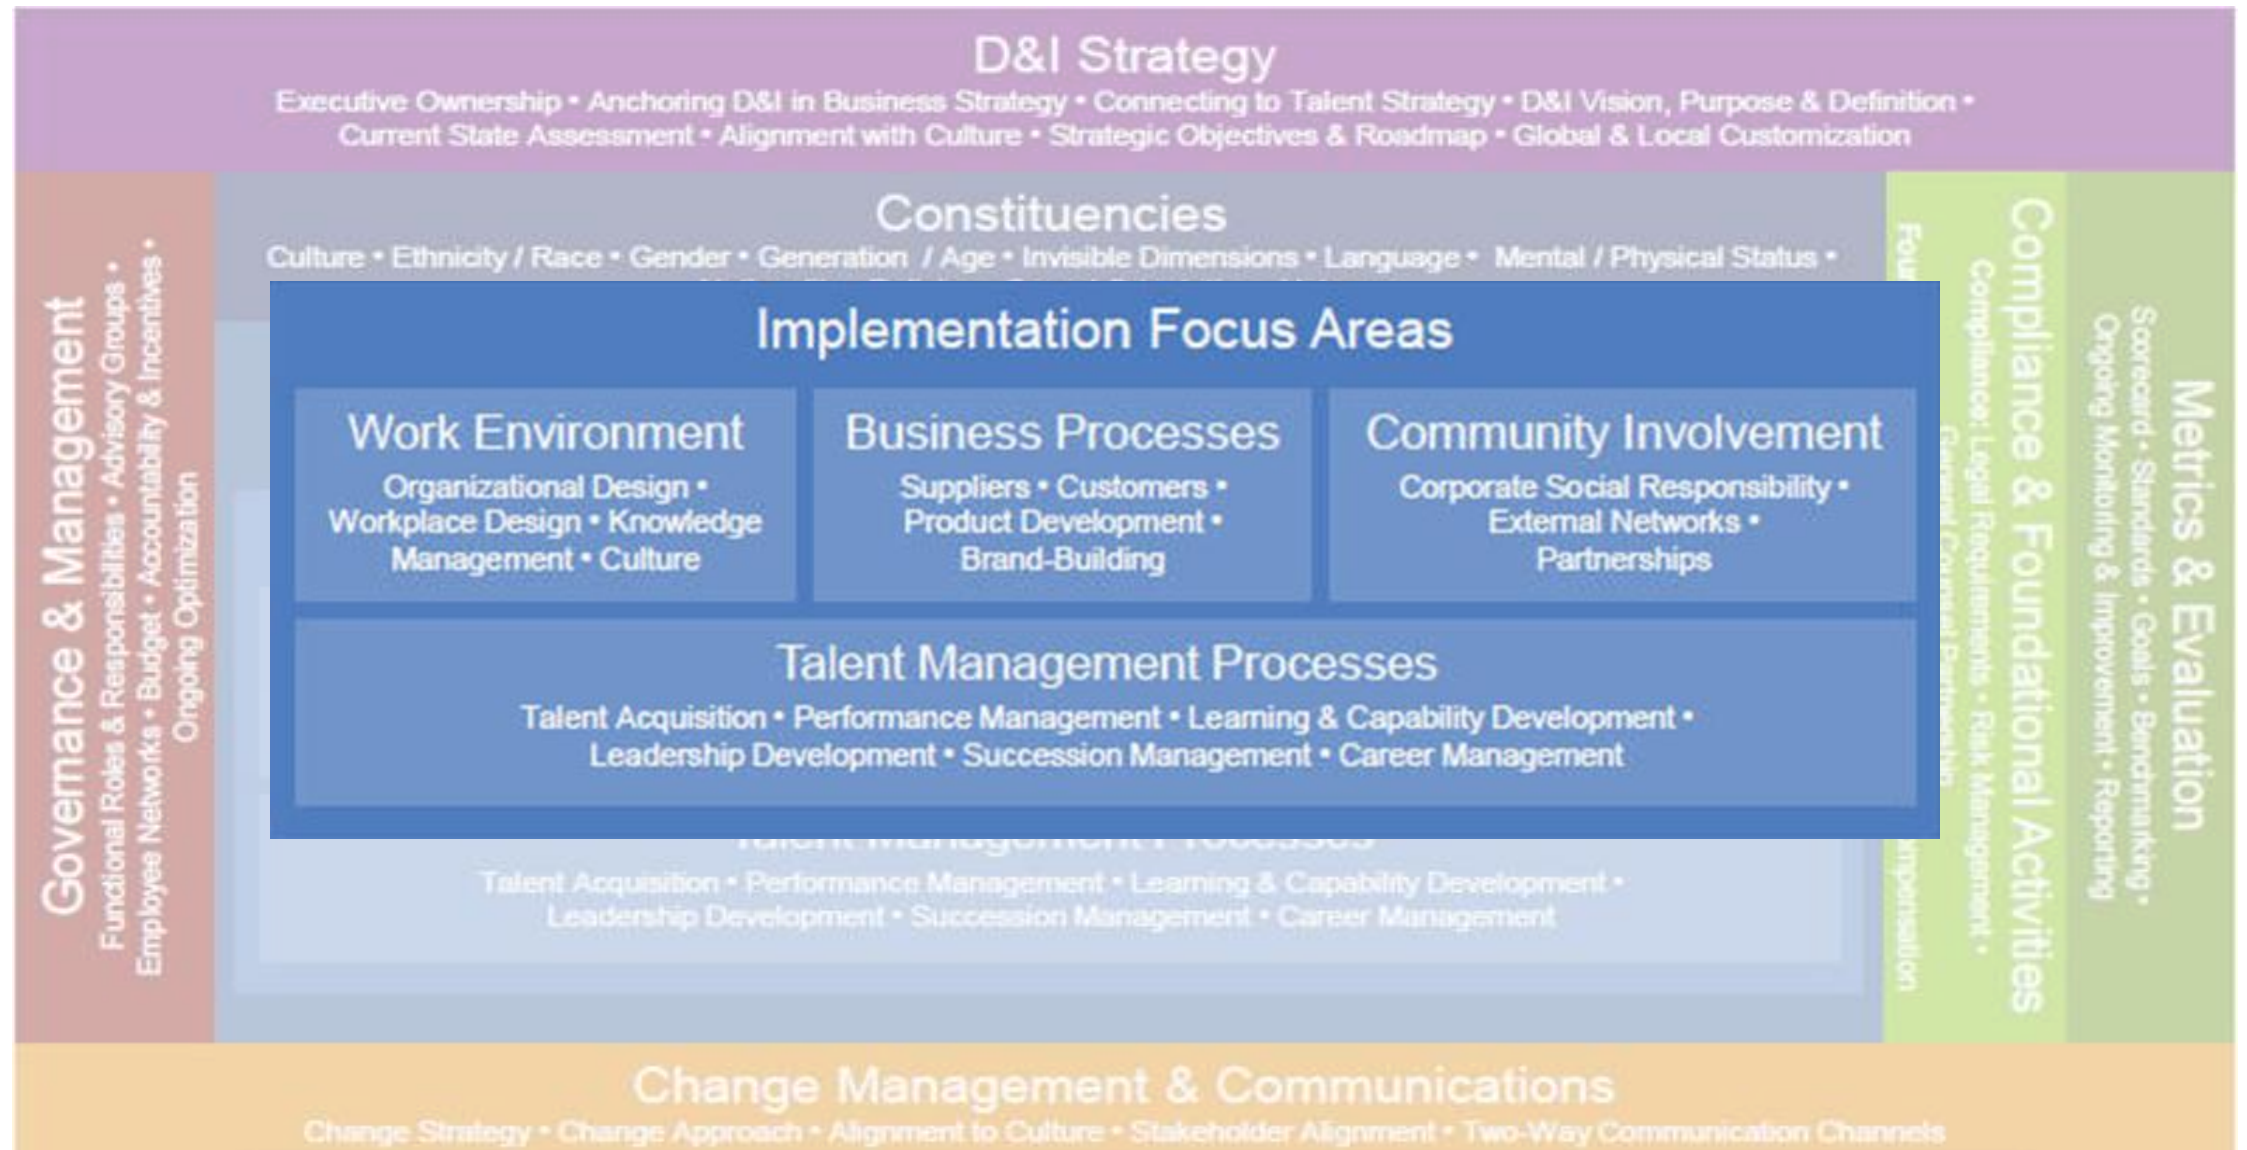 D&I Strategy
Executive Ownership • Anchoring D&I in Business Strategy • Connecting to Talent Strategy • D&I Vision, Purpose & Definition •
Current State Assessment • Alignment with Culture • Strategic Objectives & Roadmap • Global & Local Customization
Governance & Management
Functional Roles & Responsibilities • Advisory Groups •
Employee Networks • Budget • Accountability & Incentives •
Ongoing Optimization
Constituencies
Culture • Ethnicity / Race • Gender • Generation / Age • Invisible Dimensions • Language • Mental / Physical Status •
Implementation Focus Areas
Work Environment
Organizational Design •
Workplace Design • Knowledge
Management • Culture
Business Processes
Suppliers • Customers •
Product Development •
Brand-Building
Community Involvement
Corporate Social Responsibility •
External Networks •
Partnerships
Talent Management Processes
Talent Acquisition • Performance Management • Learning & Capability Development •
Leadership Development • Succession Management • Career Management
Talent Management Processes
Talent Acquisition • Performance Management • Learning & Capability Development •
Leadership Development • Succession Management • Career Management
Compliance & Foundational Activities
Compliance: Legal Requirements • Risk Management •
General Counsel Partnership
Metrics & Evaluation
Scorecard • Standards • Goals • Benchmarking •
Ongoing Monitoring & Improvement • Reporting
Change Management & Communications
Change Strategy • Change Approach • Alignment to Culture • Stakeholder Alignment • Two-Way Communication Channels